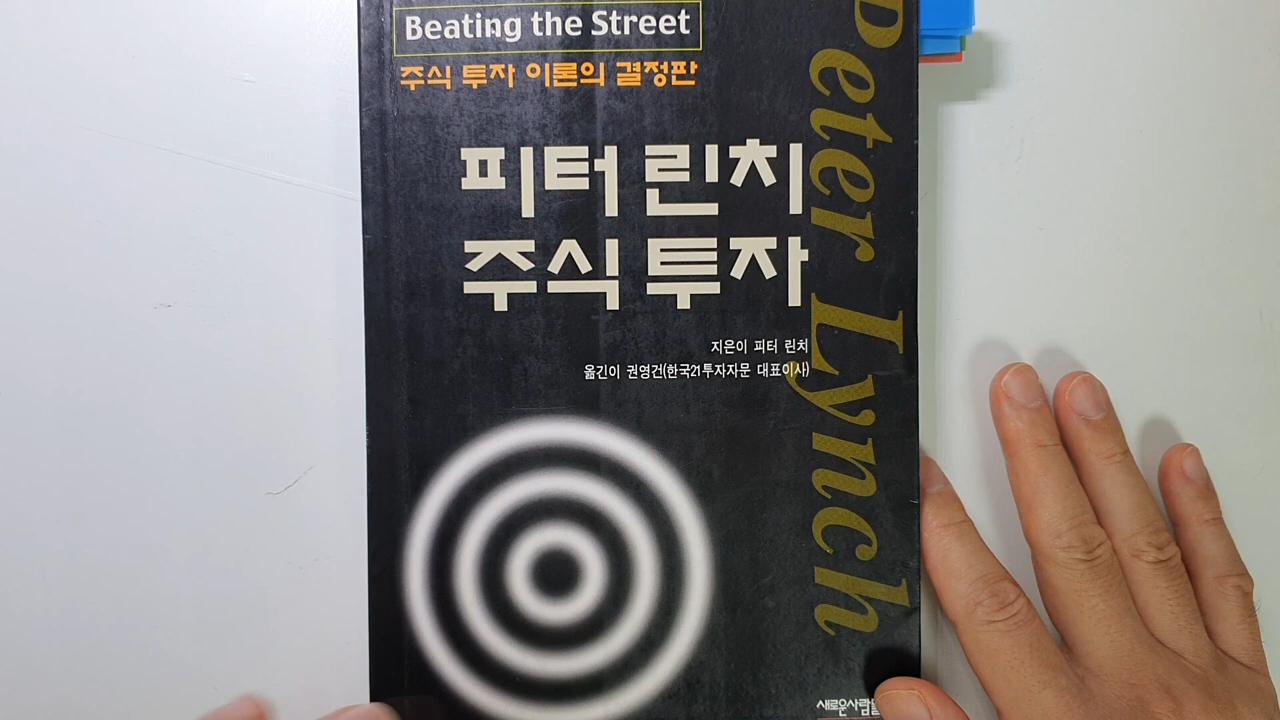 Beating the Street
주식 투자 이론의 결정판
피터 린치
주식 투자
지은이 피터 린치
옮긴이 권영건(한국21투자자문 대표이사)
Peter Lynch